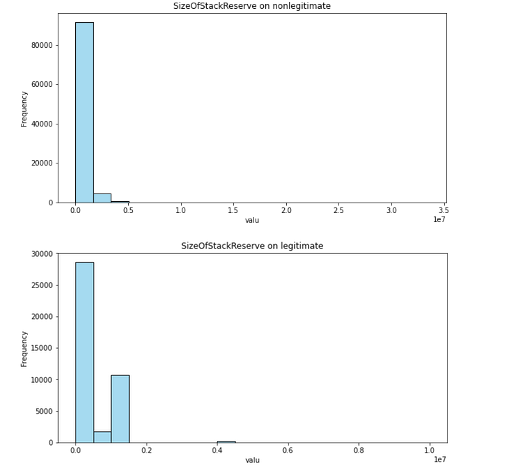 SizeOfStackReserve on nonlegitimate
80000
60000
40000
20000
0
Frequency
0.0 0.5 1.0 1.5 2.0 2.5 3.0 3.5
1e7
valu
SizeOfStackReserve on legitimate
30000
25000
20000
15000
10000
5000
0
Frequency
0.0 0.2 0.4 0.6 0.8 1.0
1e7
valu